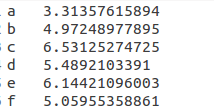 a 3.31357615894
b 4.97248977895
c 6.53125274725
d 5.4892103391
e 6.14421096003
f 5.05955358861